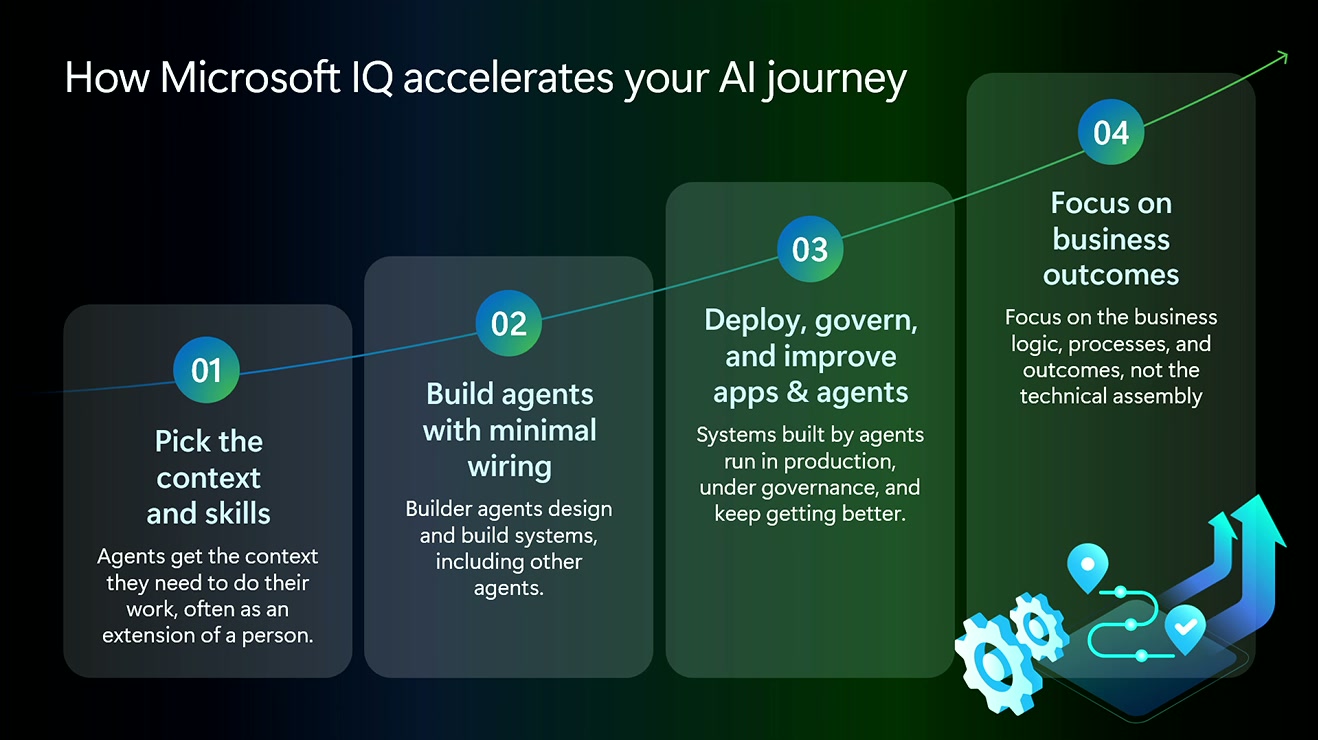 How Microsoft IQ accelerates your AI journey
01
Pick the
context
and skills
Agents get the context
they need to do their
work, often as an
extension of a person.
02
Build agents
with minimal
wiring
Builder agents design
and build systems,
including other
agents.
03
Deploy, govern,
and improve
apps & agents
Systems built by agents
run in production,
under governance, and
keep getting better.
04
Focus on
business
outcomes
Focus on the business
logic, processes, and
outcomes, not the
technical assembly